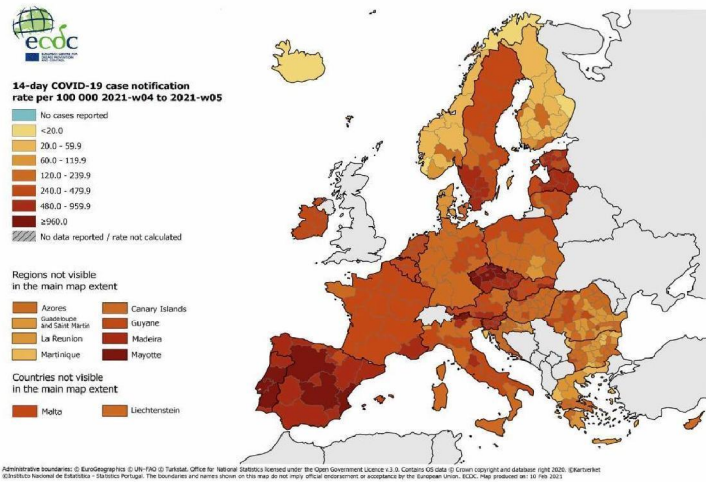 ecdc
EUROPEAN CENTRE FOR
DISEASE PREVENTION
AND CONTROL
14-day COVID-19 case notification
rate per 100 000 2021-w04 to 2021-w05
No cases reported
<20.0
20.0 - 59.9
60.0 - 119.9
120.0 - 239.9
240.0 - 479.9
480.0 - 959.9
≥960.0
No data reported / rate not calculated
Regions not visible
in the main map extent
Azores
Canary Islands
Guadeloupe
and Saint Martin
Guyane
La Reunion
Madeira
Martinique
Mayotte
Countries not visible
in the main map extent
Malta
Liechtenstein
Administrative boundaries: © EuroGeographics © UN-FAO © Turkstat. Office for National Statistics licensed under the Open Government Licence v.3.0. Contains OS data © Crown copyright and database right 2020. ©Kartverket
©Instituto Nacional de Estatística - Statistics Portugal. The boundaries and names shown on this map do not imply official endorsement or acceptance by the European Union. ECDC. Map produced on: 10 Feb 2021